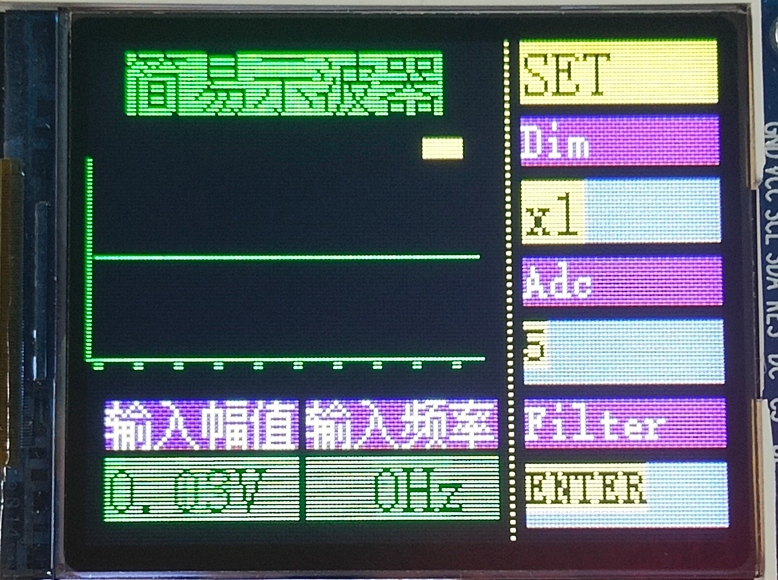 简易示波器
SET
Dim
x1
Adc
5
Filter
ENTER
输入幅值 输入频率
0.03V 0Hz
GND VCC SCL SDA RES DC CS